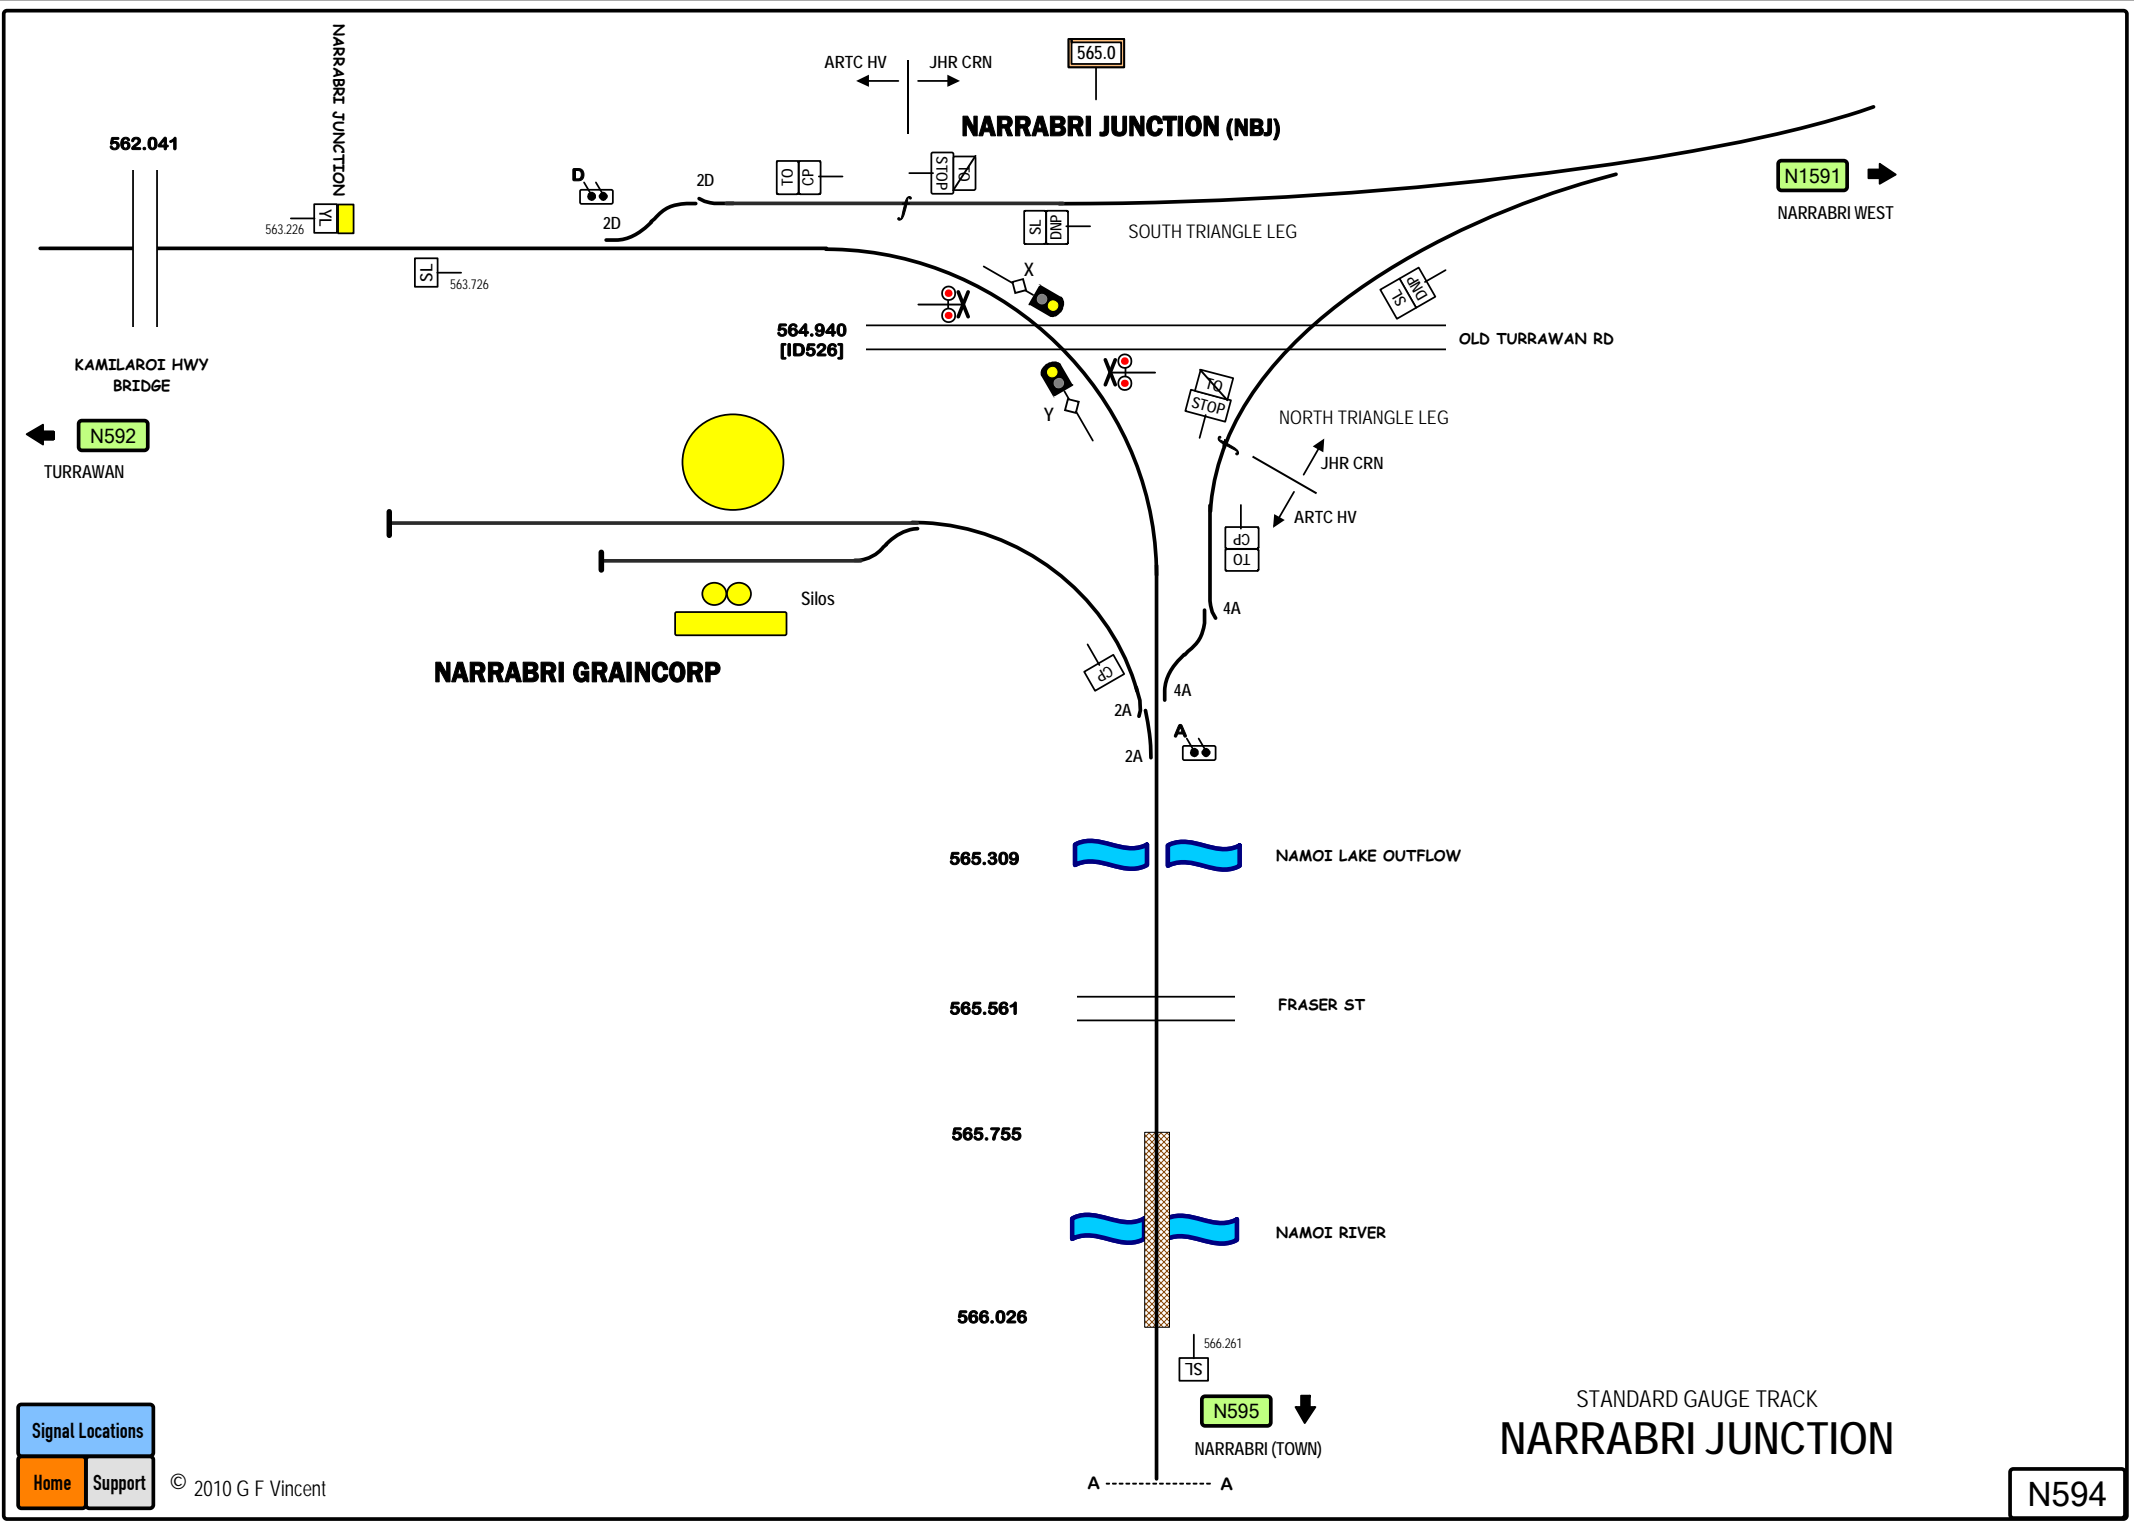 NARRABRI JUNCTION
ARTC HV
JHR CRN
565.0
NARRABRI JUNCTION (NBJ)
562.041
D
2D
2D
TO
CP
STOP
TO
N1591
NARRABRI WEST
YL
563.226
SL
563.726
SL
DNP
SOUTH TRIANGLE LEG
X
X
SL
DNP
564.940
[ID526]
OLD TURRAWAN RD
KAMILAROI HWY
BRIDGE
X
Y
TO
STOP
NORTH TRIANGLE LEG
N592
TURRAWAN
JHR CRN
ARTC HV
CP
TO
Silos
4A
NARRABRI GRAINCORP
CP
4A
2A
A
2A
565.309
NAMOI LAKE OUTFLOW
565.561
FRASER ST
565.755
NAMOI RIVER
566.026
566.261
SL
N595
NARRABRI (TOWN)
A
A
STANDARD GAUGE TRACK
NARRABRI JUNCTION
Signal Locations
Home
Support
© 2010 G F Vincent
N594